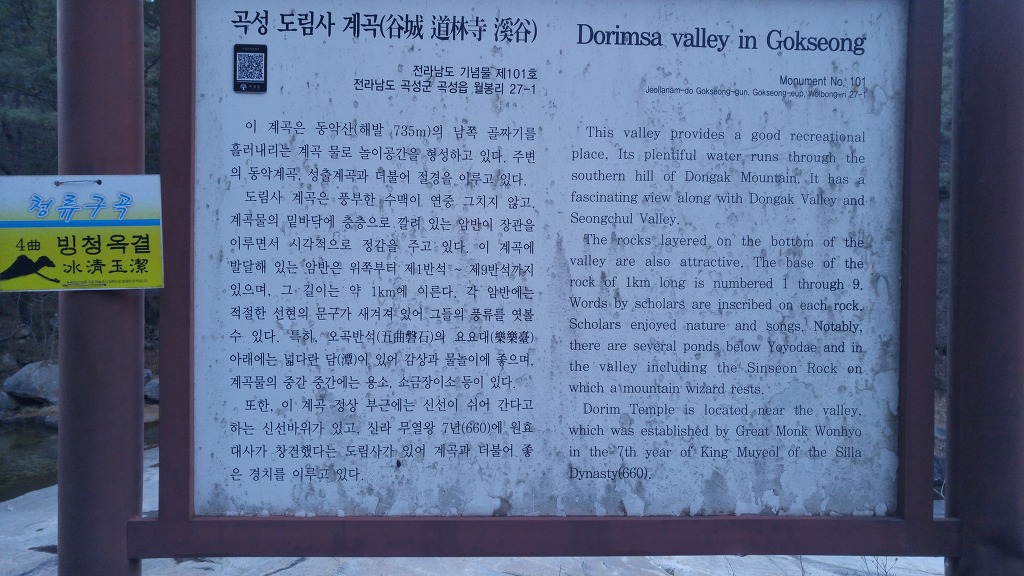 곡성 도림사 계곡(谷城 道林寺 溪谷)
전라남도 기념물 제101호
전라남도 곡성군 곡성읍 월봉리 27-1
이 계곡은 동악산(해발 735m)의 남쪽 골짜기를
흘러내리는 계곡 물로 놀이공간을 형성하고 있다. 주변
의 동악계곡, 성출계곡과 더불어 절경을 이루고 있다.
도림사 계곡은 풍부한 수맥이 연중 그치지 않고,
계곡물의 밑바닥에 층층으로 깔려 있는 암반이 장관을
이루면서 시각적으로 정감을 주고 있다. 이 계곡에
발달해 있는 암반은 위쪽부터 제1반석 ~ 제9반석까지
있으며, 그 길이는 약 1km에 이른다. 각 암반에는
적절한 선현의 문구가 새겨져 있어 그들의 풍류를 엿볼
수 있다. 특히, 오곡반석(五曲磐石)의 요요대(樂樂臺)
아래에는 넓다란 담(潭)이 있어 감상과 물놀이에 좋으며,
계곡물의 중간 중간에는 용소, 소금장이소 등이 있다.
또한, 이 계곡 정상 부근에는 신선이 쉬어 간다고
하는 신선바위가 있고, 신라 무열왕 7년(660)에 원효
대사가 창건했다는 도림사가 있어 계곡과 더불어 좋
은 경치를 이루고 있다.
Dorimsa valley in Gokseong
Monument No. 101
Jeollanam-do Gokseong-gun, Gokseong-eup, Wolbong-ri 27-1
This valley provides a good recreational
place. Its plentiful water runs through the
southern hill of Dongak Mountain. It has a
fascinating view along with Dongak Valley and
Seongchul Valley.
The rocks layered on the bottom of the
valley are also attractive. The base of the
rock of 1km long is numbered 1 through 9.
Words by scholars are inscribed on each rock.
Scholars enjoyed nature and songs. Notably,
there are several ponds below Yoyodae and in
the valley including the Sinseon Rock on
which a mountain wizard rests.
Dorim Temple is located near the valley,
which was established by Great Monk Wonhyo
in the 7th year of King Muyeol of the Silla
Dynasty(660).
청류구곡
4曲 빙청옥결
氷淸玉潔